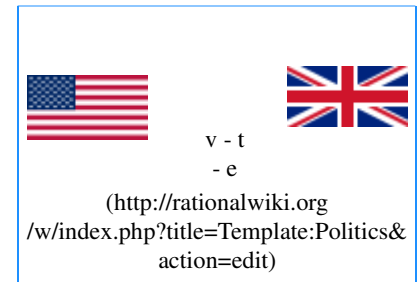 v - t
- e
(http://rationalwiki.org
/w/index.php?title=Template:Politics&
action=edit)